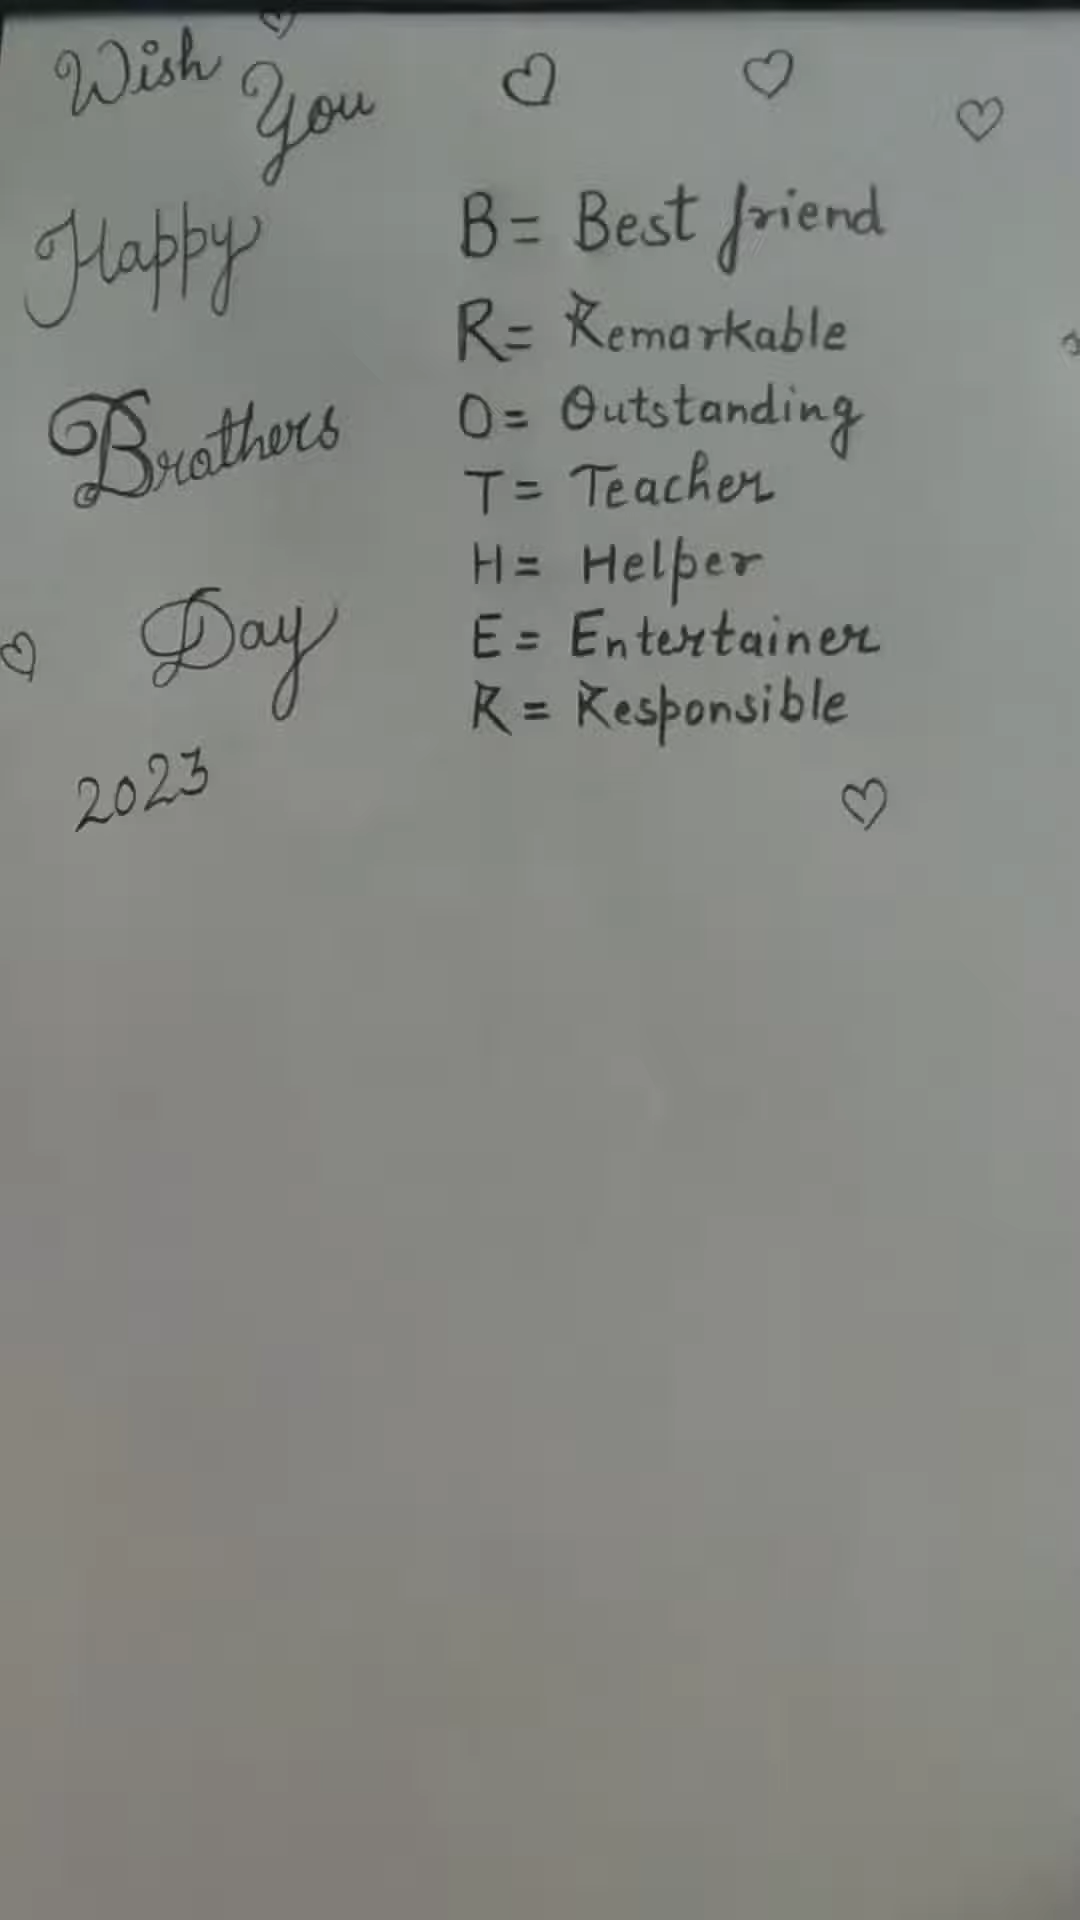 Wish
You
Happy
Brothers
Day
2023
B= Best friend
R= Remarkable
O= Outstanding
T= Teacher
H= Helper
E= Entertainer
R= Responsible